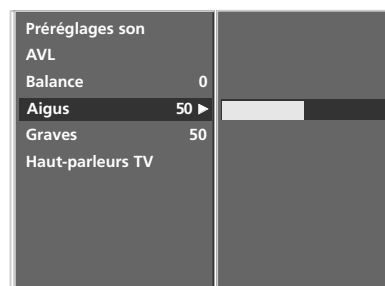 Préréglages son
AVL
Balance 0
Aigus 50 ►
Graves 50
Haut-parleurs TV